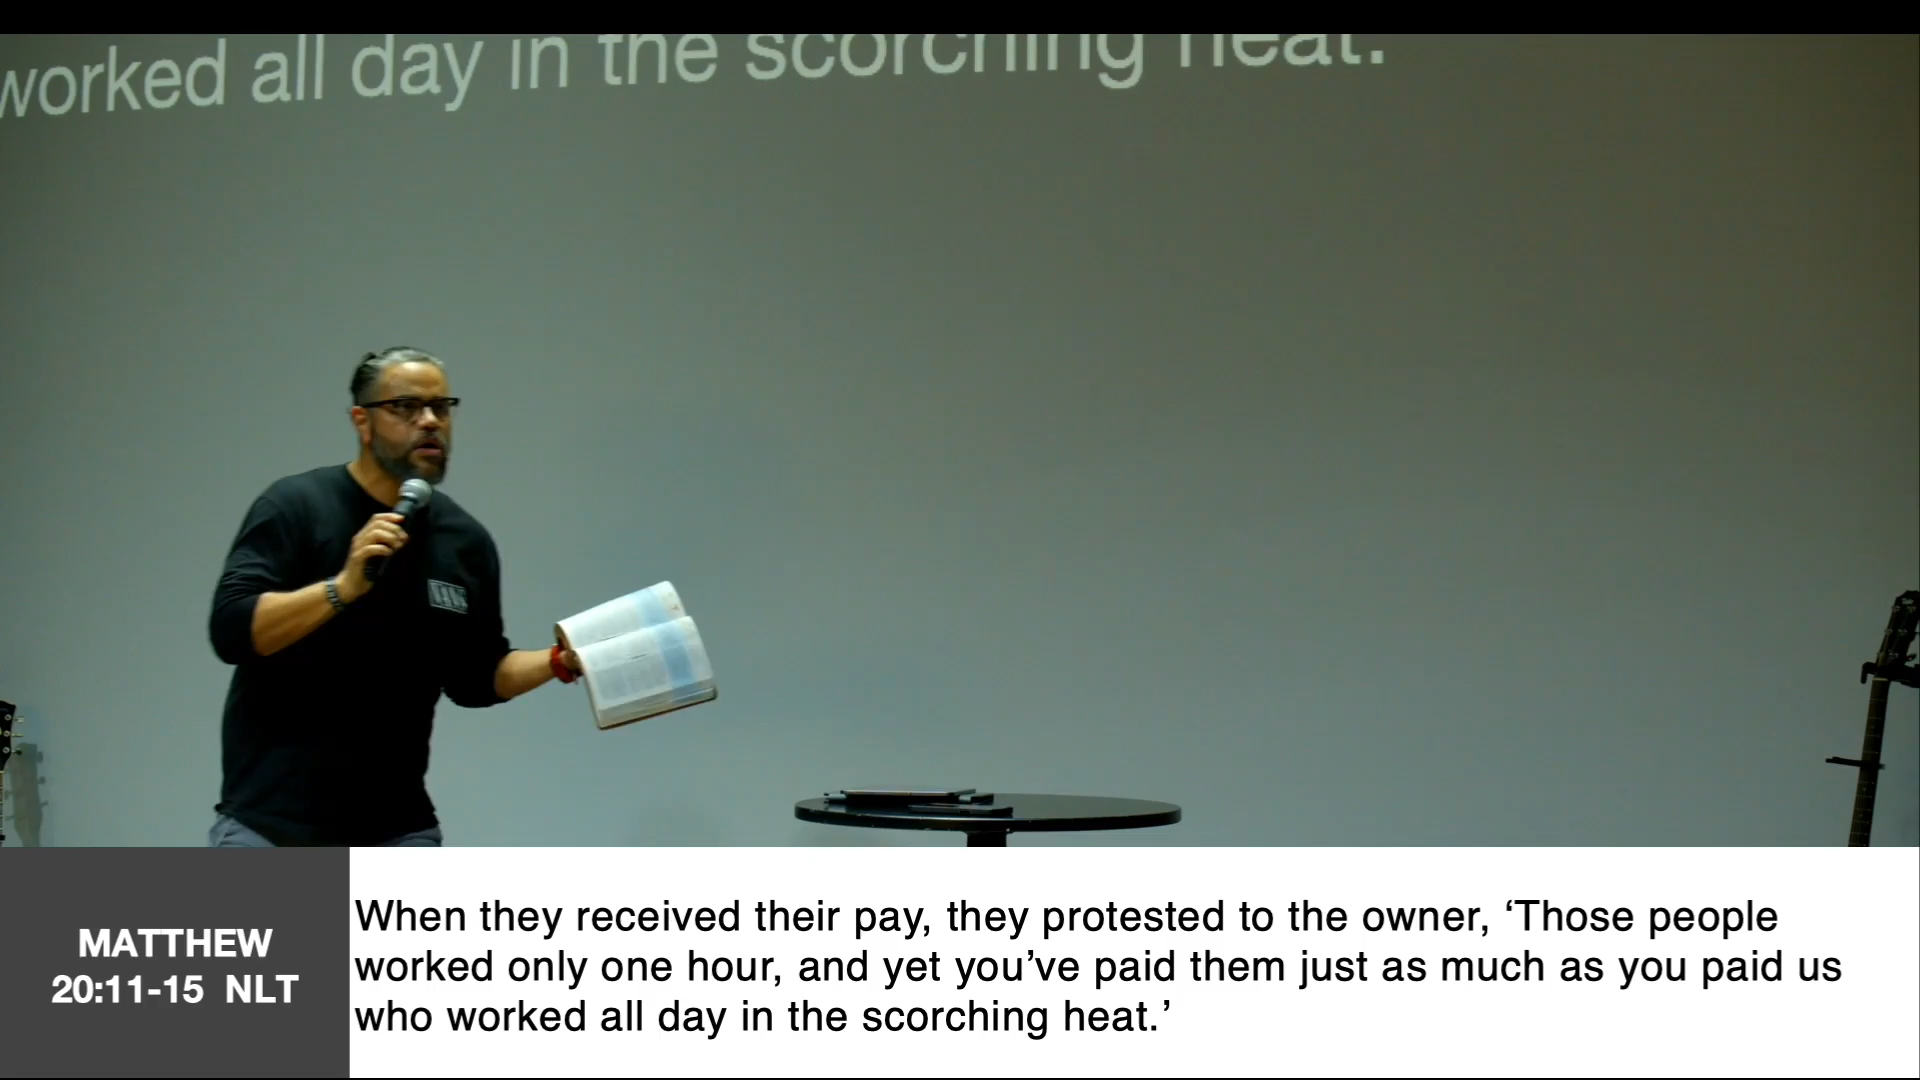 worked all day in the scorching heat.
MATTHEW
20:11-15 NLT
When they received their pay, they protested to the owner, ‘Those people
worked only one hour, and yet you’ve paid them just as much as you paid us
who worked all day in the scorching heat.’